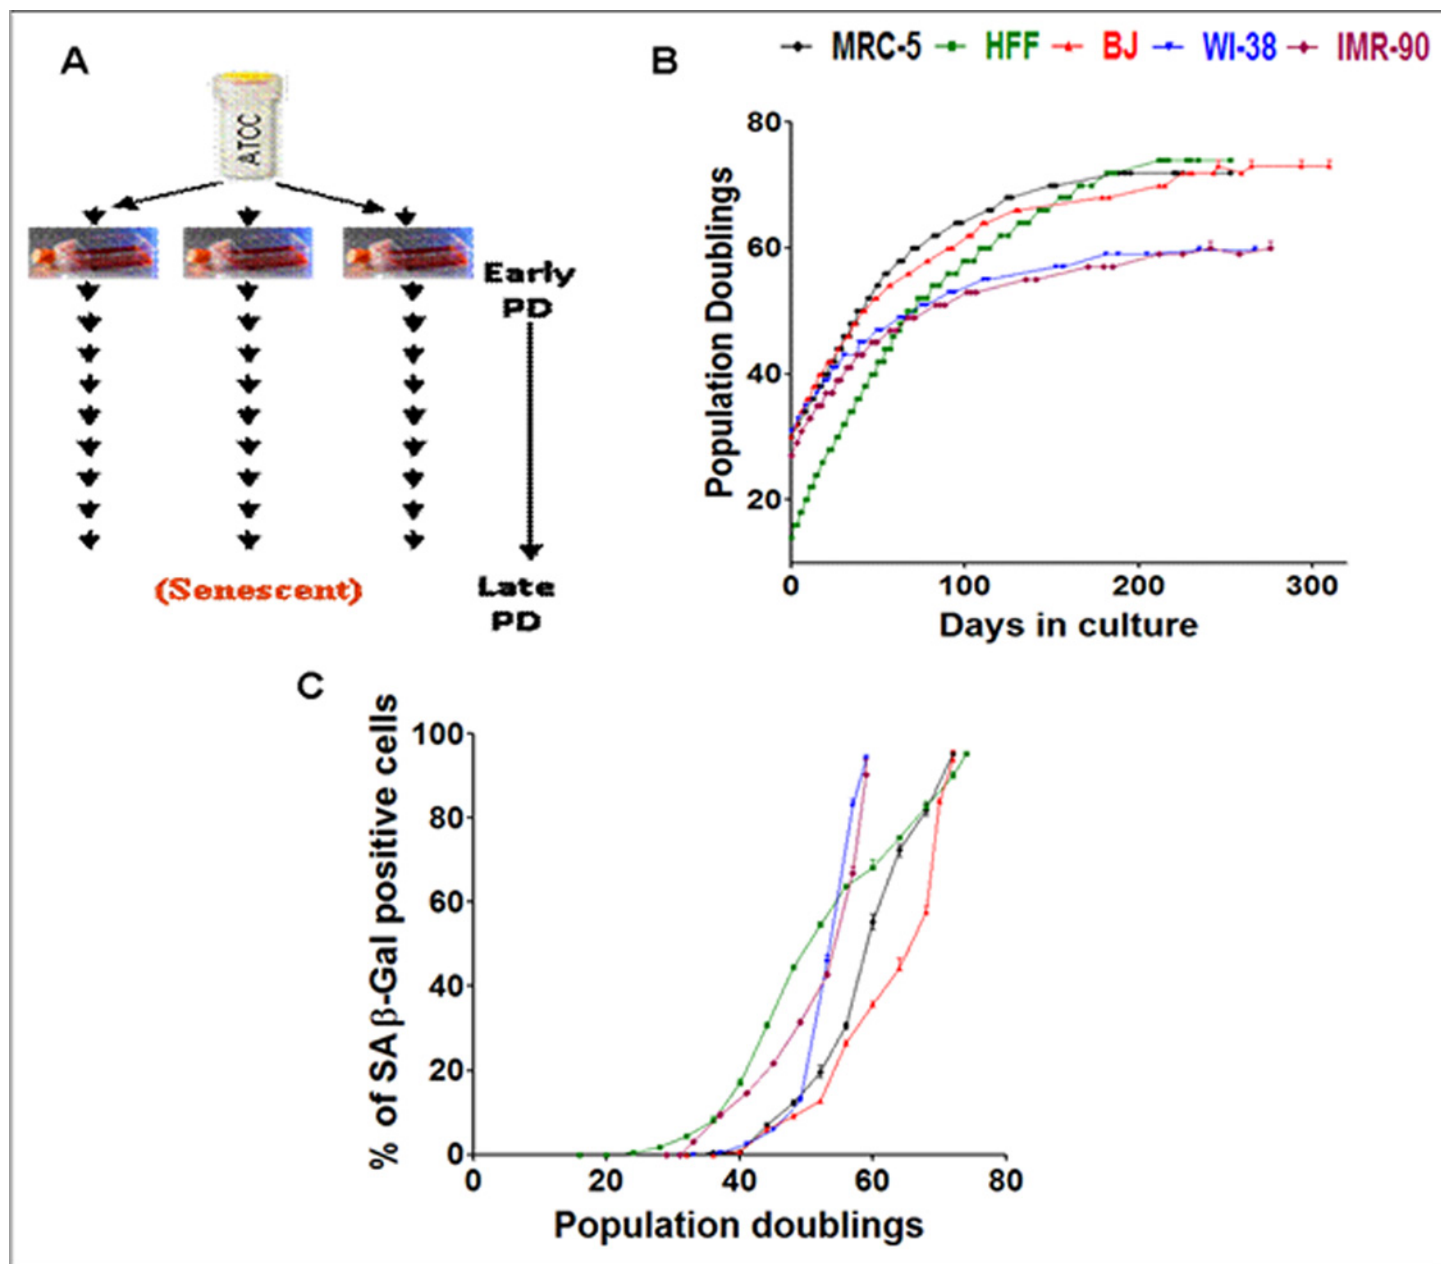 A
ATCC
Early
PD
(Senescent)
Late
PD
B
MRC-5 HFF BJ WI-38 IMR-90
80
60
40
20
0 100 200 300
Population Doublings
Days in culture
C
100
80
60
40
20
0
0 20 40 60 80
% of SA β-Gal positive cells
Population doublings